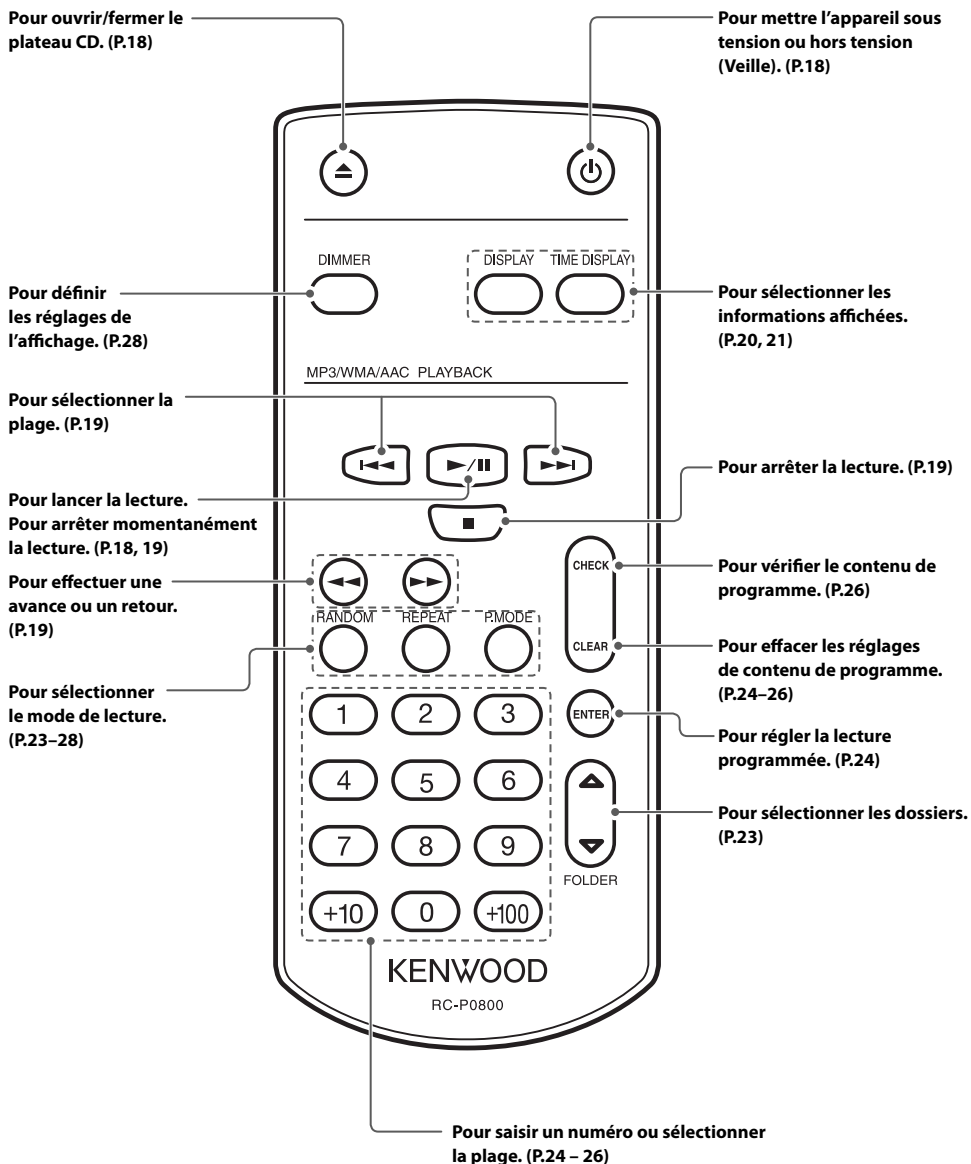 Pour ouvrir/fermer le
plateau CD. (P.18)
Pour mettre l'appareil sous
tension ou hors tension
(Veille). (P.18)
DIMMER
DISPLAY
TIME DISPLAY
Pour définir
les réglages de
l'affichage. (P.28)
Pour sélectionner les
informations affichées.
(P.20, 21)
MP3/WMA/AAC PLAYBACK
Pour sélectionner la
plage. (P.19)
Pour arrêter la lecture. (P.19)
Pour lancer la lecture.
Pour arrêter momentanément
la lecture. (P.18, 19)
CHECK
Pour vérifier le contenu de
programme. (P.26)
Pour effectuer une
avance ou un retour.
(P.19)
RANDOM
REPEAT
P.MODE
CLEAR
Pour effacer les réglages
de contenu de programme.
(P.24–26)
Pour sélectionner
le mode de lecture.
(P.23–28)
1
2
3
ENTER
Pour régler la lecture
programmée. (P.24)
4
5
6
Pour sélectionner les dossiers.
(P.23)
7
8
9
FOLDER
+10
0
+100
KENWOOD
RC-P0800
Pour saisir un numéro ou sélectionner
la plage. (P.24 – 26)